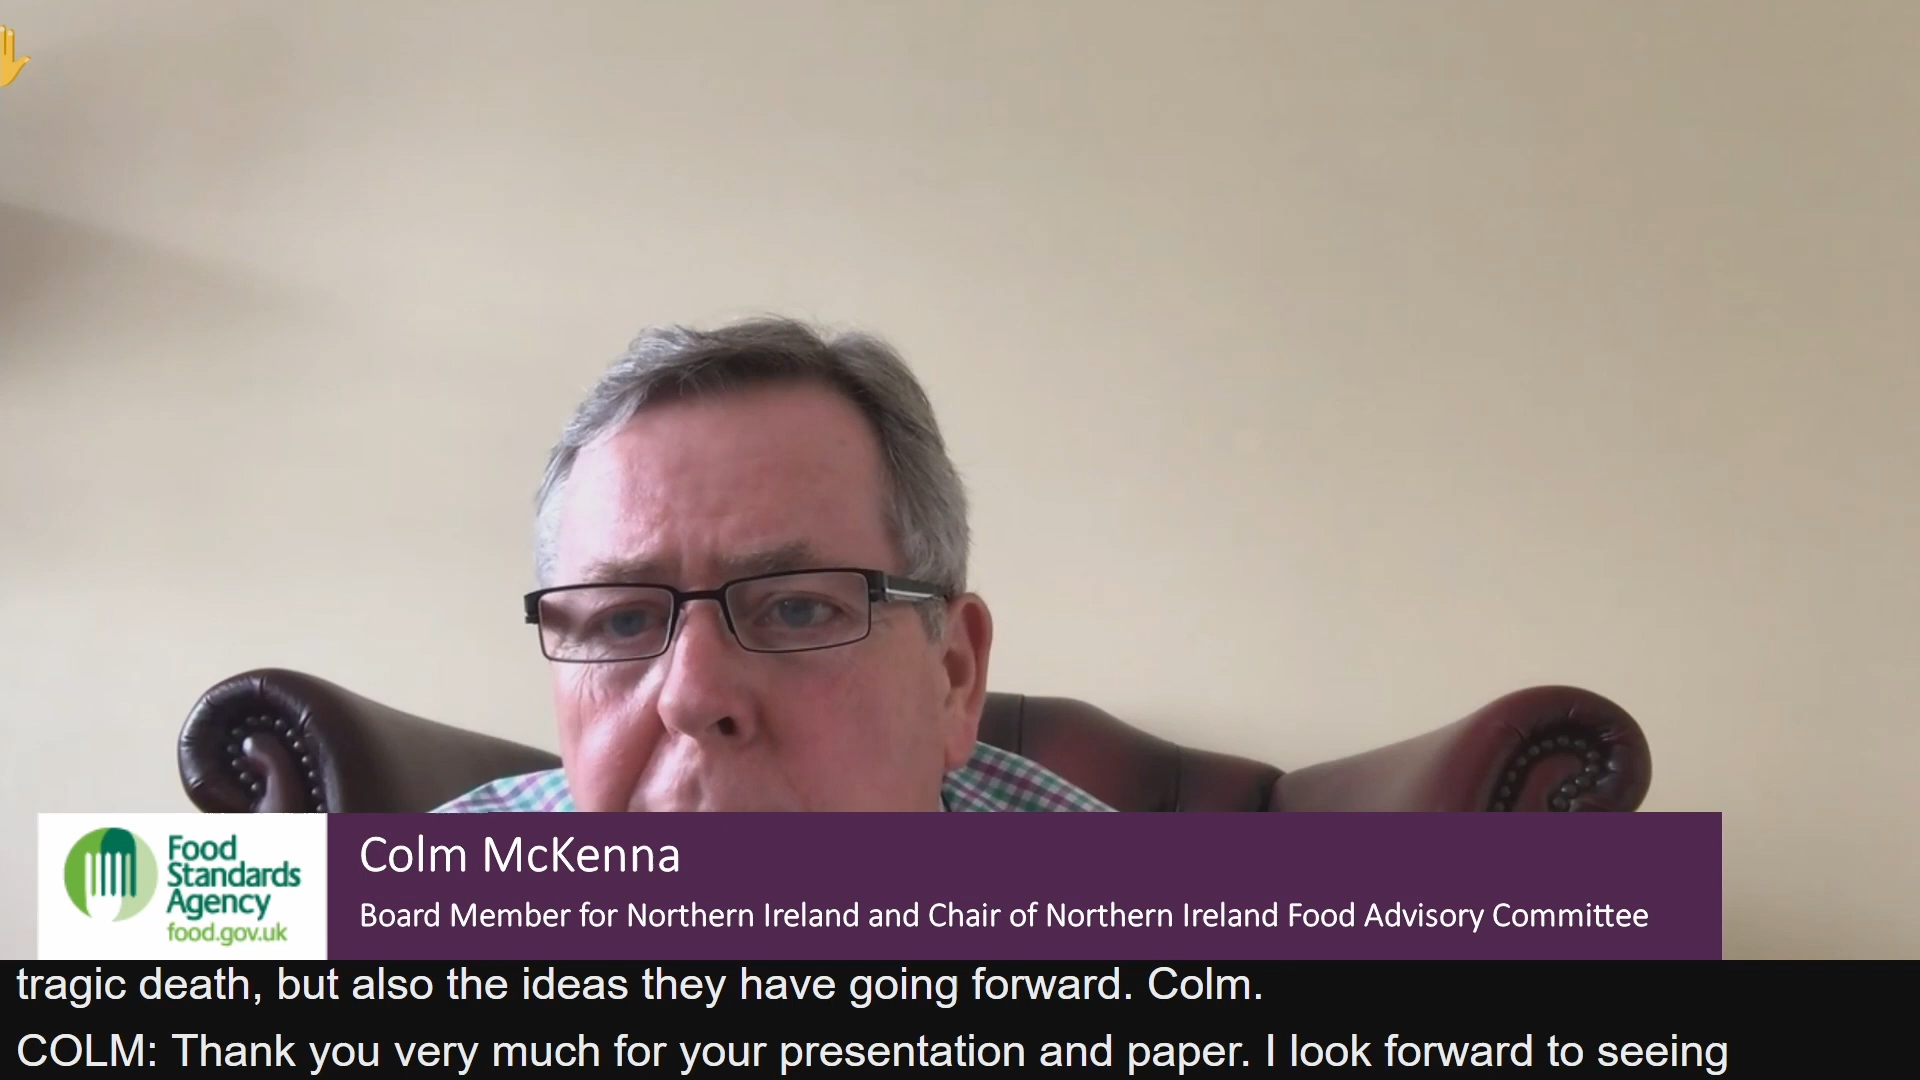 Food
Standards
Agency
food.gov.uk
Colm McKenna
Board Member for Northern Ireland and Chair of Northern Ireland Food Advisory Committee
tragic death, but also the ideas they have going forward. Colm.
COLM: Thank you very much for your presentation and paper. I look forward to seeing